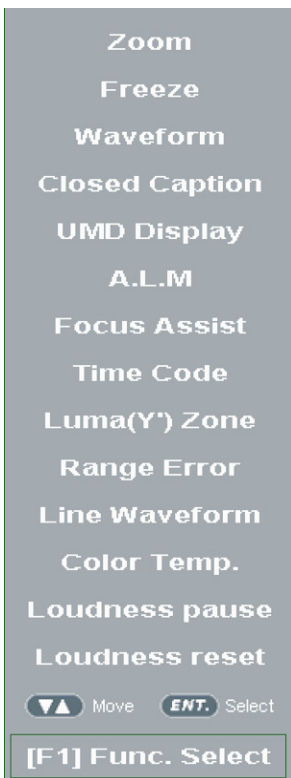 Zoom
Freeze
Waveform
Closed Caption
UMD Display
A.L.M
Focus Assist
Time Code
Luma(Y') Zone
Range Error
Line Waveform
Color Temp.
Loudness pause
Loudness reset
▼▲ Move ENT. Select
[F1] Func. Select